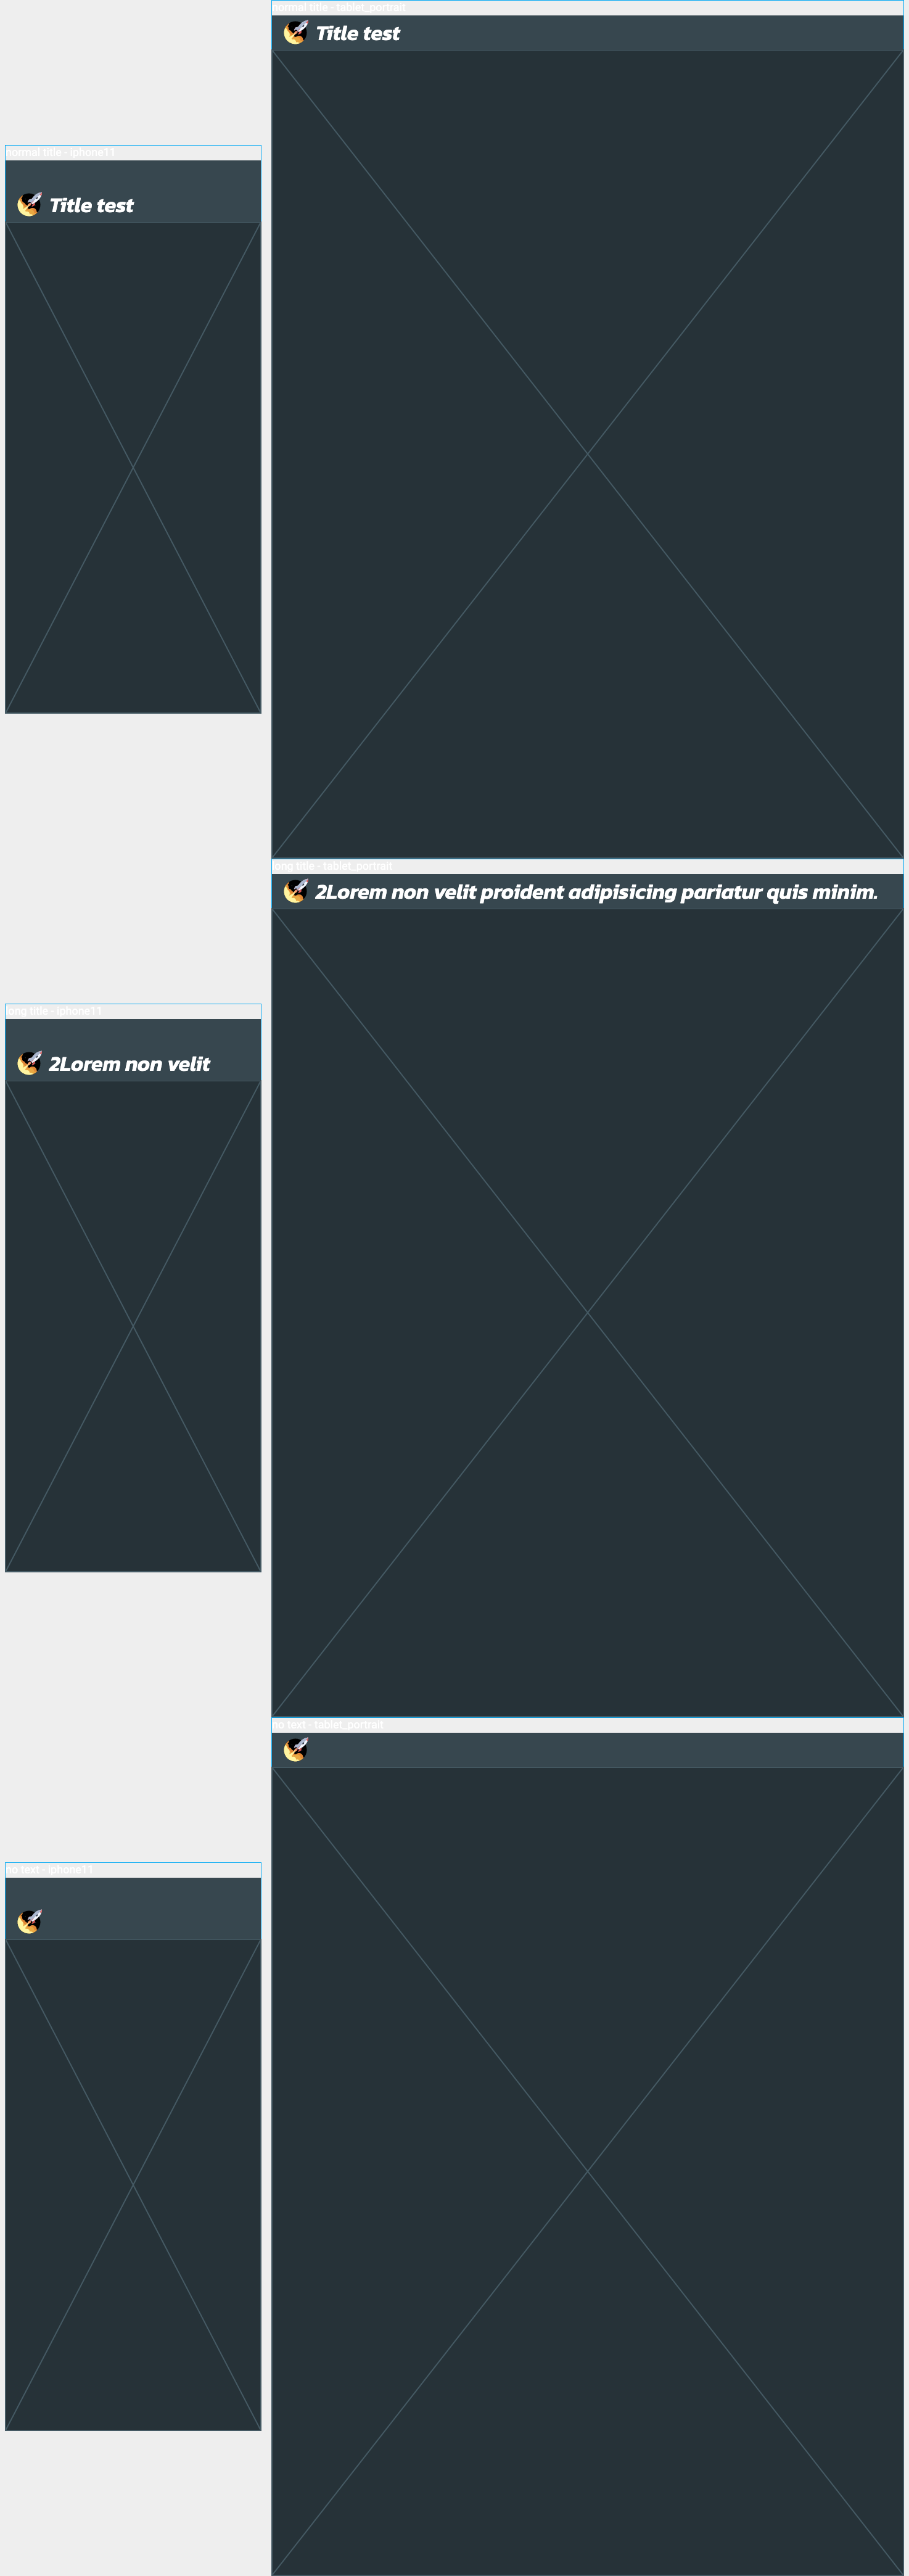 normal title - tablet_portrait
Title test
normal title - iphone11
Title test
long title - tablet_portrait
2Lorem non velit proident adipisicing pariatur quis minim.
long title - iphone11
2Lorem non velit
no text - tablet_portrait
no text - iphone11